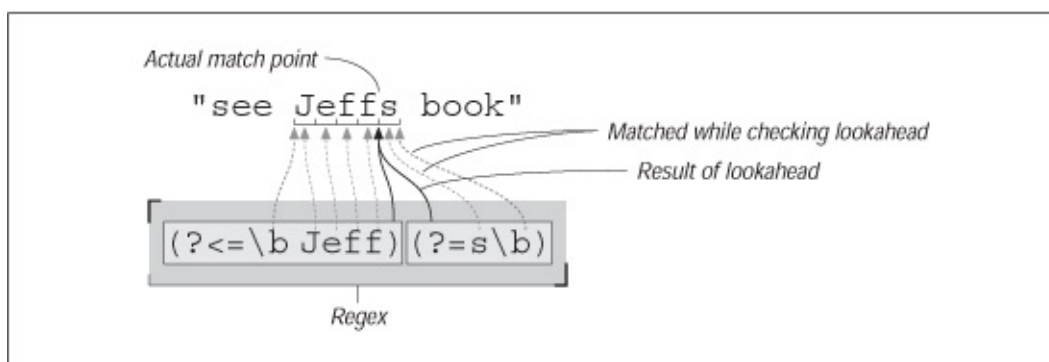 Actual match point
"see Jeffs book"
Matched while checking lookahead
Result of lookahead
(?<=\b Jeff) (?=s\b)
Regex